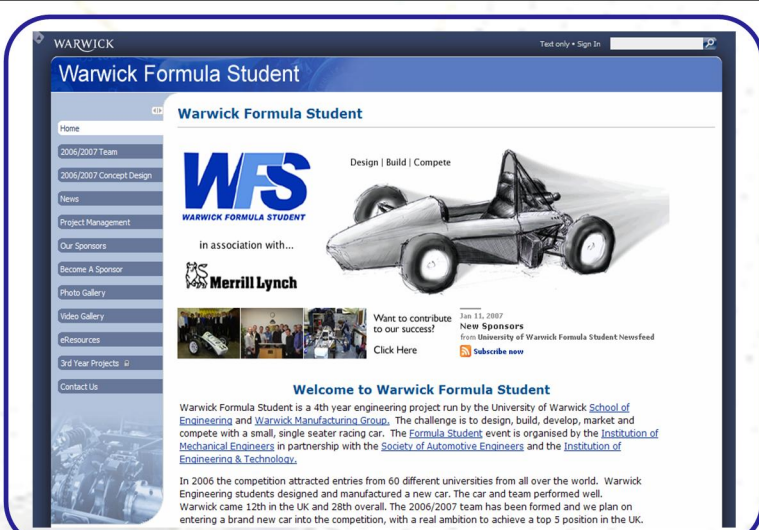 WARWICK
Text only • Sign In
Warwick Formula Student
Home
2006/2007 Team
2006/2007 Concept Design
News
Project Management
Our Sponsors
Become A Sponsor
Photo Gallery
Video Gallery
eResources
3rd Year Projects
Contact Us
Warwick Formula Student
WFS
WARWICK FORMULA STUDENT
Design | Build | Compete
in association with...
Merrill Lynch
Want to contribute
to our success?
Click Here
Jan 11, 2007
New Sponsors
from University of Warwick Formula Student Newsfeed
Subscribe now
Welcome to Warwick Formula Student
Warwick Formula Student is a 4th year engineering project run by the University of Warwick School of
Engineering and Warwick Manufacturing Group. The challenge is to design, build, develop, market and
compete with a small, single seater racing car. The Formula Student event is organised by the Institution of
Mechanical Engineers in partnership with the Society of Automotive Engineers and the Institution of
Engineering & Technology.
In 2006 the competition attracted entries from 60 different universities from all over the world. Warwick
Engineering students designed and manufactured a new car. The car and team performed well.
Warwick came 12th in the UK and 28th overall. The 2006/2007 team has been formed and we plan on
entering a brand new car into the competition, with a real ambition to achieve a top 5 position in the UK.